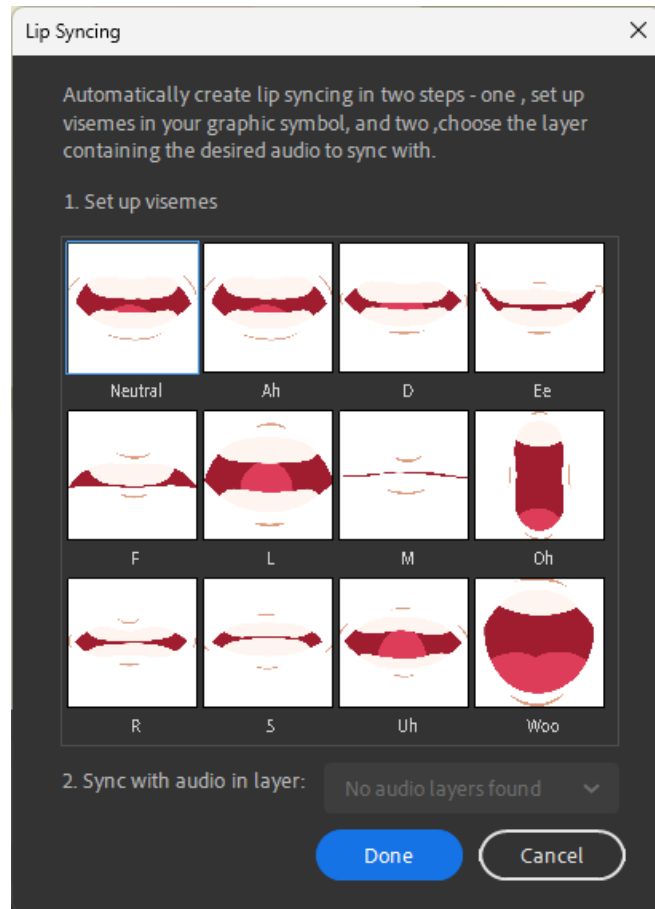 Lip Syncing
Automatically create lip syncing in two steps - one , set up
visemes in your graphic symbol, and two ,choose the layer
containing the desired audio to sync with.
1. Set up visemes
Neutral Ah D Ee
F L M Oh
R S Uh Woo
2. Sync with audio in layer: No audio layers found
Done Cancel